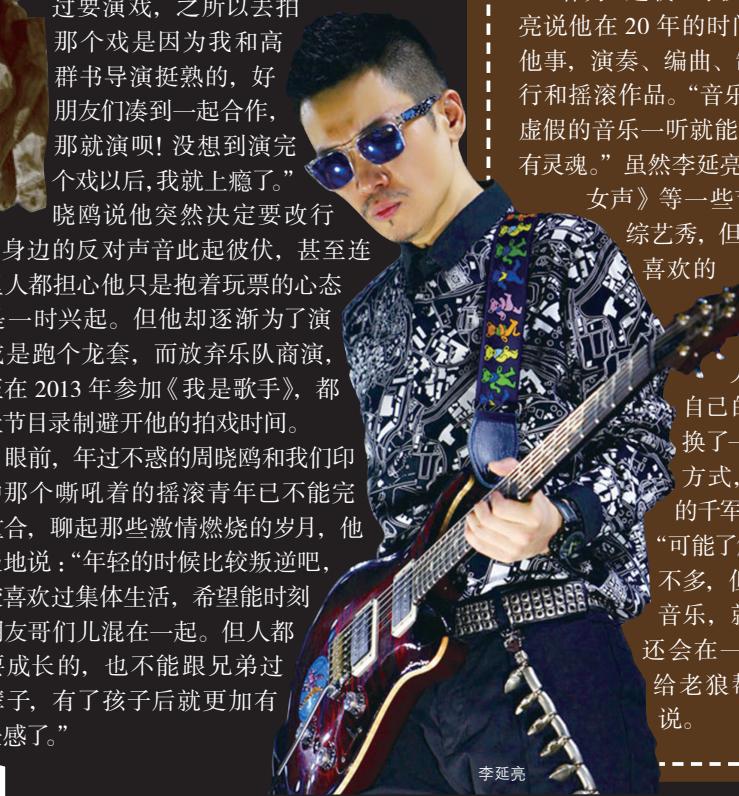 过要演戏，之所以去拍
那个戏是因为我和高
群书导演挺熟的，好
朋友们凑到一起合作，
那就演呗！没想到演完
个戏以后，我就上瘾了。”
晓鸥说他突然决定要改行
身边的反对声音此起彼伏，甚至连
人都担心他只是抱着玩票的心态
是一时兴起。但他却逐渐为了演
或是跑个龙套，而放弃乐队商演，
至在 2013 年参加《我是歌手》，都
节目录制避开他的拍戏时间。
眼前，年过不惑的周晓鸥和我们印
中那个嘶吼着的摇滚青年已不能完
重合，聊起那些激情燃烧的岁月，他
地说：“年轻的时候比较叛逆吧，
喜欢过集体生活，希望能时刻
朋友哥们儿混在一起。但人都
要成长的，也不能跟兄弟过
辈子，有了孩子后就更加有
感了。”
亮说他在 20 年的时间
他事，演奏、编曲、
行和摇滚作品。“音乐
虚假的音乐一听就能
有灵魂。”虽然李延亮
女声》等一些
综艺秀，但
喜欢的
自己的
换了一
方式，
的千军
“可能了
不多，但
音乐，就
还会在一
给老狼
说。
李延亮